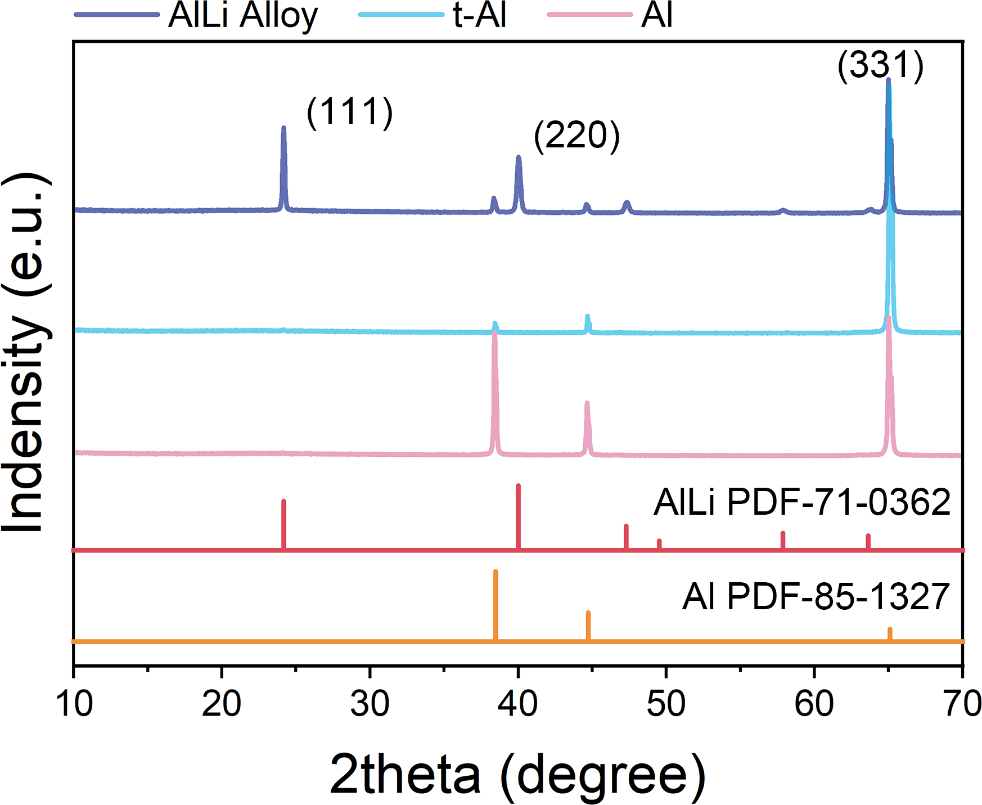 AlLi Alloy t-Al Al
(331)
(111)
(220)
Indensity (e.u.)
AlLi PDF-71-0362
Al PDF-85-1327
10 20 30 40 50 60 70
2theta (degree)